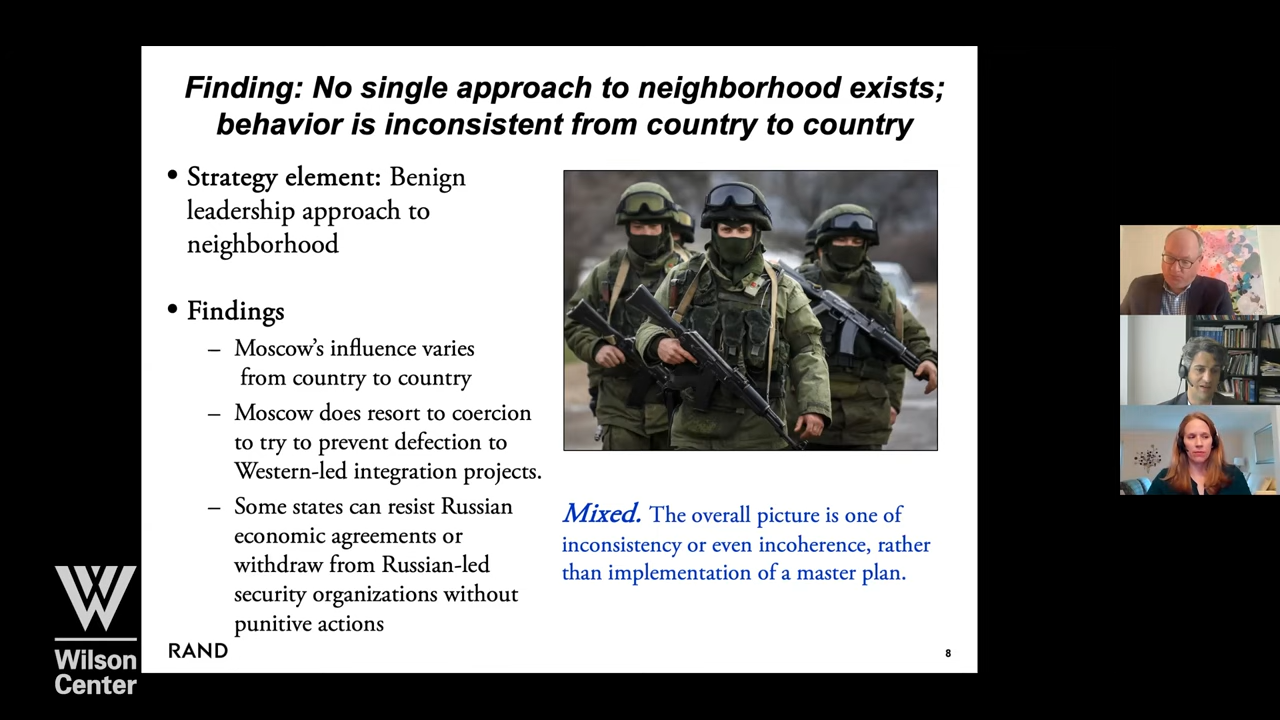 Finding: No single approach to neighborhood exists;
behavior is inconsistent from country to country
• Strategy element: Benign
leadership approach to
neighborhood
• Findings
– Moscow’s influence varies
from country to country
– Moscow does resort to coercion
to try to prevent defection to
Western-led integration projects.
– Some states can resist Russian
economic agreements or
withdraw from Russian-led
security organizations without
punitive actions
Mixed. The overall picture is one of
inconsistency or even incoherence, rather
than implementation of a master plan.
RAND
8
Wilson
Center